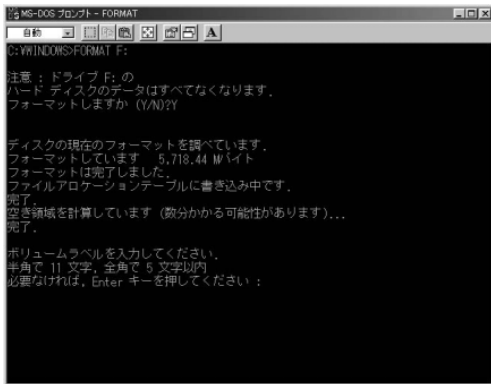 MS-DOS プロンプト - FORMAT
自動
A
C:¥WINDOWS>FORMAT F:
注意 : ドライブ F: の
ハード ディスクのデータはすべてなくなります.
フォーマットしますか (Y/N)?Y
ディスクの現在のフォーマットを調べています.
フォーマットしています 5,718.44 Mバイト
フォーマットは完了しました.
ファイルアロケーションテーブルに書き込み中です.
完了.
空き領域を計算しています (数分かかる可能性があります)...
完了.
ボリュームラベルを入力してください.
半角で 11 文字, 全角で 5 文字以内
必要なければ, Enter キーを押してください :